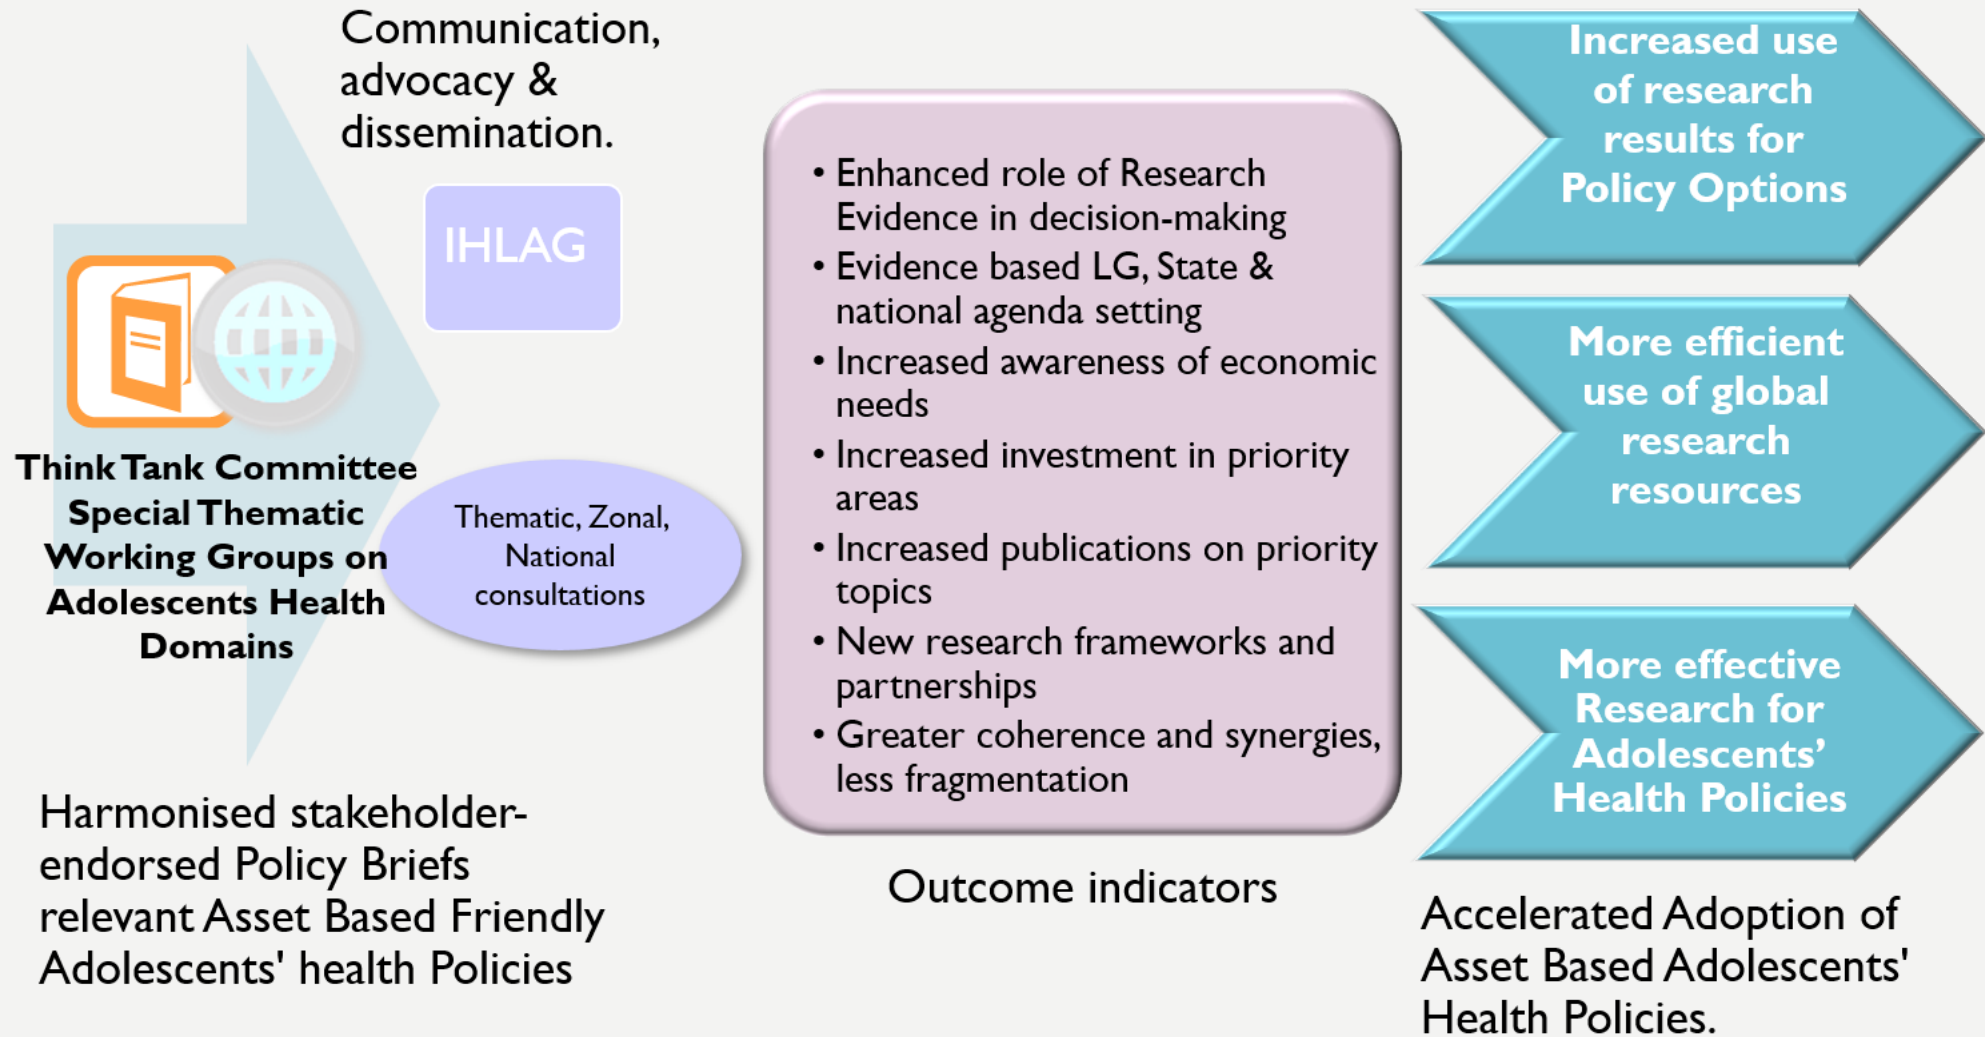 Communication,
advocacy &
dissemination.
IHLAG
Think Tank Committee
Special Thematic
Working Groups on
Adolescents Health
Domains
Thematic, Zonal,
National
consultations
Harmonised stakeholder-
endorsed Policy Briefs
relevant Asset Based Friendly
Adolescents' health Policies
• Enhanced role of Research
Evidence in decision-making
• Evidence based LG, State &
national agenda setting
• Increased awareness of economic
needs
• Increased investment in priority
areas
• Increased publications on priority
topics
• New research frameworks and
partnerships
• Greater coherence and synergies,
less fragmentation
Outcome indicators
Increased use
of research
results for
Policy Options
More efficient
use of global
research
resources
More effective
Research for
Adolescents’
Health Policies
Accelerated Adoption of
Asset Based Adolescents'
Health Policies.